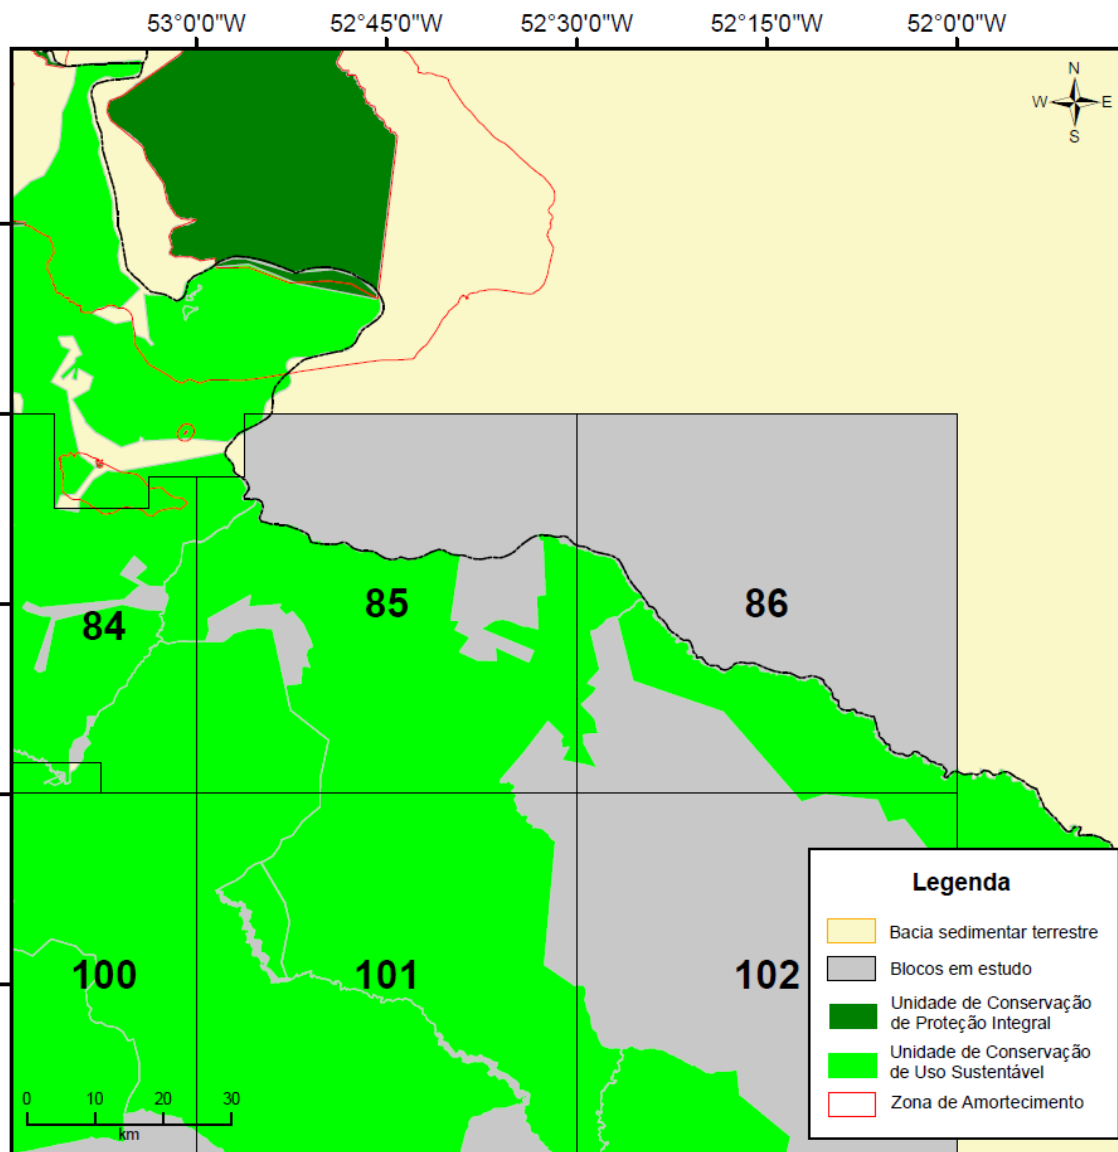 53°0'0"W 52°45'0"W 52°30'0"W 52°15'0"W 52°0'0"W
N
W E
S
84
85
86
100
101
102
0 10 20 30
km
Legenda
Bacia sedimentar terrestre
Blocos em estudo
Unidade de Conservação
de Proteção Integral
Unidade de Conservação
de Uso Sustentável
Zona de Amortecimento